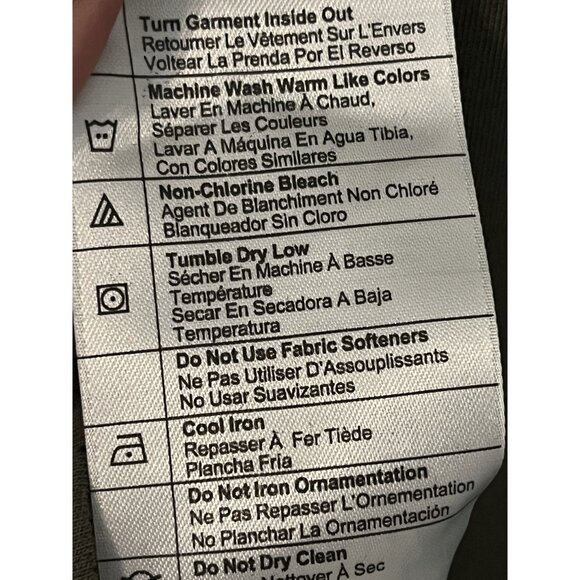 Turn Garment Inside Out
Retourner Le Vêtement Sur L'Envers
Voltear La Prenda Por El Reverso
Machine Wash Warm Like Colors
Laver En Machine À Chaud,
Séparer Les Couleurs
Lavar A Máquina En Agua Tibia,
Con Colores Similares
Non-Chlorine Bleach
Agent De Blanchiment Non Chloré
Blanqueador Sin Cloro
Tumble Dry Low
Sécher En Machine À Basse
Température
Secar En Secadora A Baja
Temperatura
Do Not Use Fabric Softeners
Ne Pas Utiliser D'Assouplissants
No Usar Suavizantes
Cool Iron
Repasser À Fer Tiède
Plancha Fria
Do Not Iron Ornamentation
Ne Pas Repasser L'Ornementation
No Planchar La Ornamentación
Do Not Dry Clean
Nettoyer À Sec